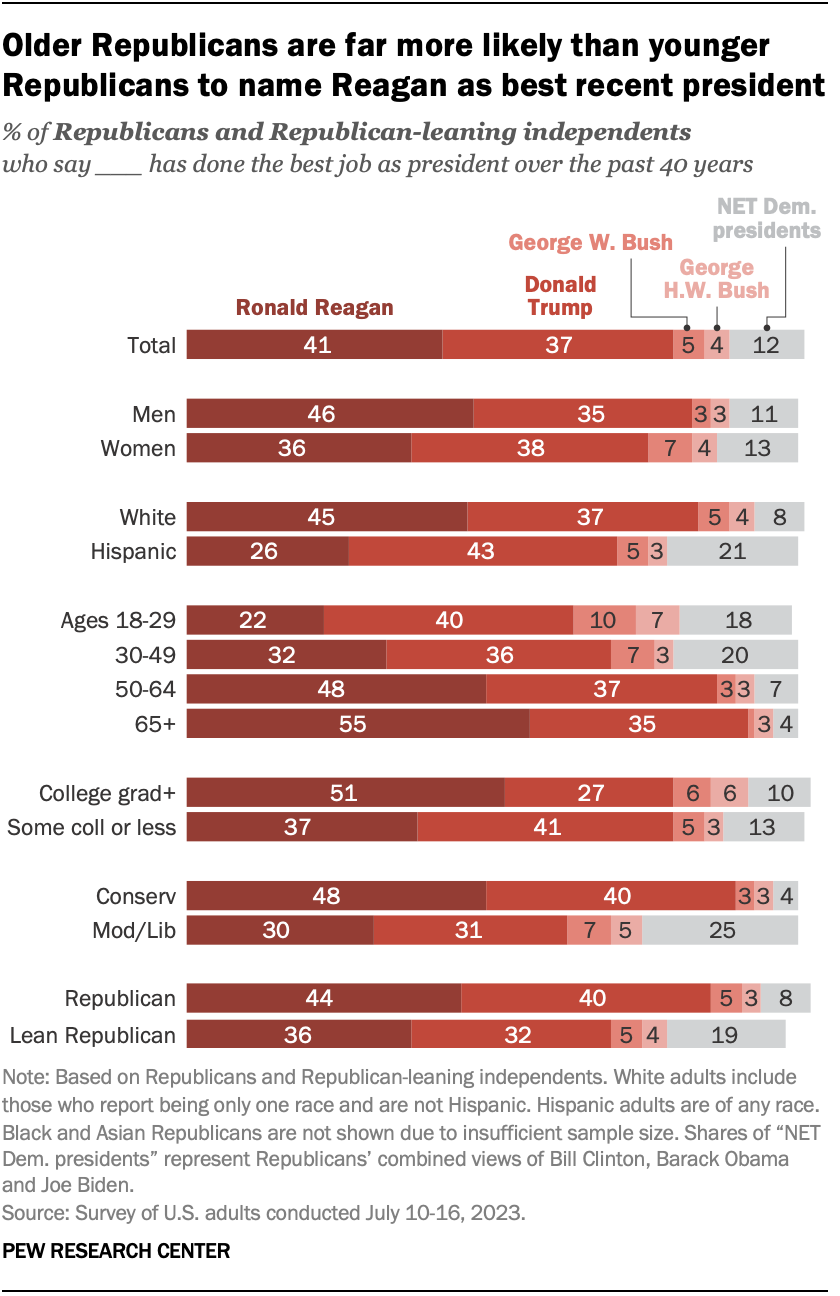 Older Republicans are far more likely than younger
Republicans to name Reagan as best recent president
% of Republicans and Republican-leaning independents
who say ___ has done the best job as president over the past 40 years
NET Dem.
presidents
George W. Bush
George
H.W. Bush
Donald
Trump
Ronald Reagan
Total 41 37 5 4 12
Men 46 35 3 3 11
Women 36 38 7 4 13
White 45 37 5 4 8
Hispanic 26 43 5 3 21
Ages 18-29 22 40 10 7 18
30-49 32 36 7 3 20
50-64 48 37 3 3 7
65+ 55 35 3 4
College grad+ 51 27 6 6 10
Some coll or less 37 41 5 3 13
Conserv 48 40 3 3 4
Mod/Lib 30 31 7 5 25
Republican 44 40 5 3 8
Lean Republican 36 32 5 4 19
Note: Based on Republicans and Republican-leaning independents. White adults include
those who report being only one race and are not Hispanic. Hispanic adults are of any race.
Black and Asian Republicans are not shown due to insufficient sample size. Shares of “NET
Dem. presidents” represent Republicans’ combined views of Bill Clinton, Barack Obama
and Joe Biden.
Source: Survey of U.S. adults conducted July 10-16, 2023.
PEW RESEARCH CENTER